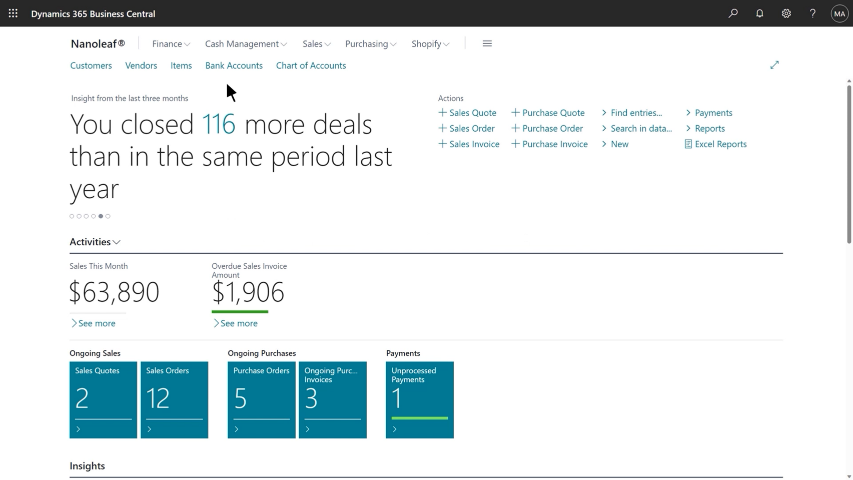 Dynamics 365 Business Central
?
MA
Nanoleaf®
Finance
Cash Management
Sales
Purchasing
Shopify
Customers
Vendors
Items
Bank Accounts
Chart of Accounts
Insight from the last three months
You closed 116 more deals
than in the same period last
year
Actions
+ Sales Quote
+ Purchase Quote
> Find entries...
> Payments
+ Sales Order
+ Purchase Order
> Search in data...
> Reports
+ Sales Invoice
+ Purchase Invoice
> New
Excel Reports
Activities
Sales This Month
$63,890
> See more
Overdue Sales Invoice
Amount
$1,906
> See more
Ongoing Sales
Sales Quotes
2
Sales Orders
12
Ongoing Purchases
Purchase Orders
5
Ongoing Purc...
Invoices
3
Payments
Unprocessed
Payments
1
Insights